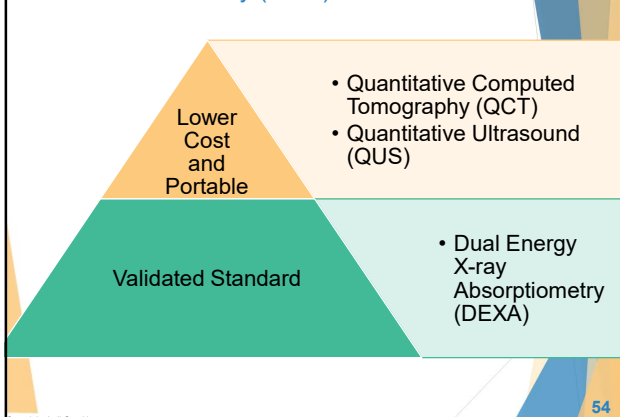 Lower
Cost
and
Portable
• Quantitative Computed
Tomography (QCT)
• Quantitative Ultrasound
(QUS)
Validated Standard
• Dual Energy
X-ray
Absorptiometry
(DEXA)
54